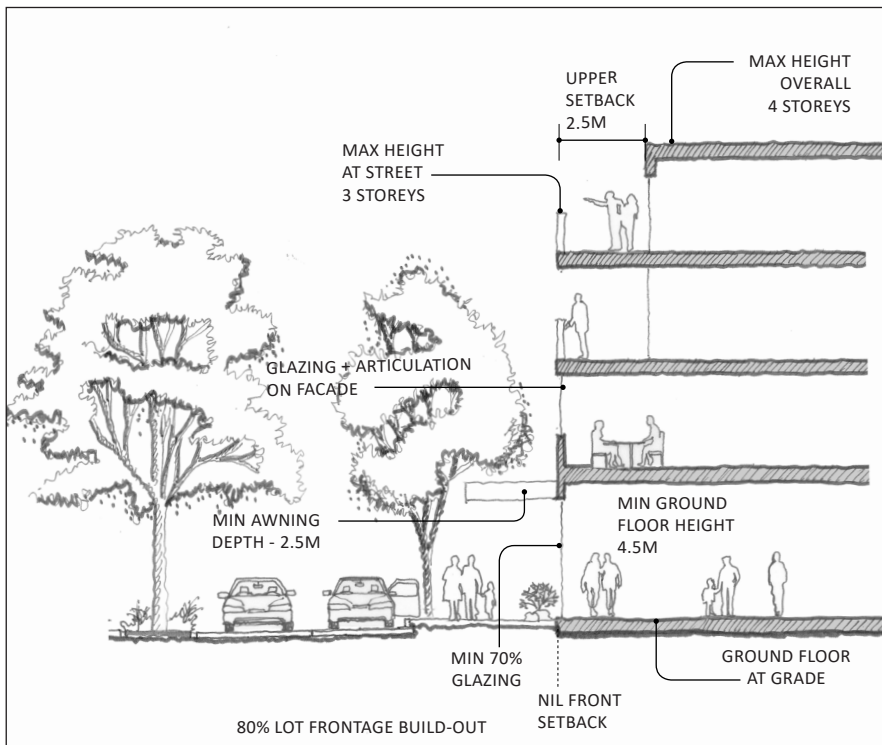 UPPER
SETBACK
2.5M
MAX HEIGHT
OVERALL
4 STOREYS
MAX HEIGHT
AT STREET
3 STOREYS
GLAZING + ARTICULATION
ON FACADE
MIN AWNING
DEPTH - 2.5M
MIN GROUND
FLOOR HEIGHT
4.5M
MIN 70%
GLAZING
NIL FRONT
SETBACK
GROUND FLOOR
AT GRADE
80% LOT FRONTAGE BUILD-OUT